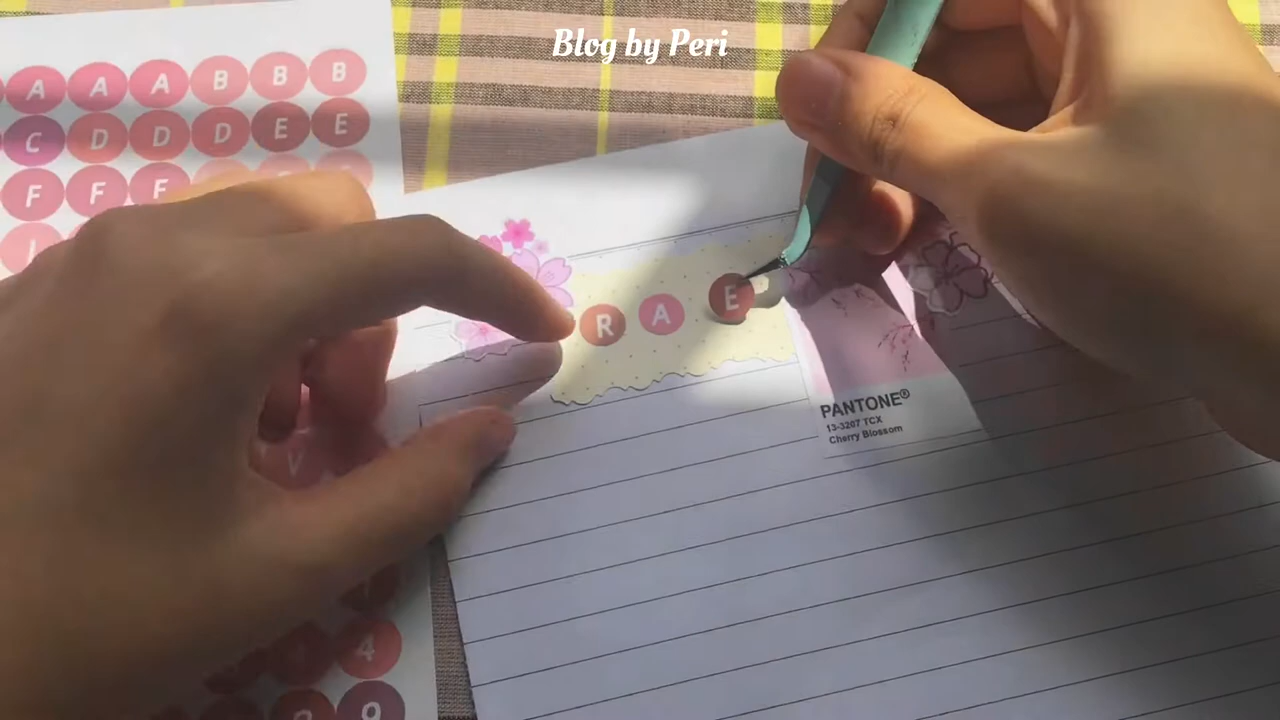 Blog by Peri
A A A B B B
C D D D E E
F F F
R A E
PANTONE®
13-3207 TCX
Cherry Blossom
V
4
9